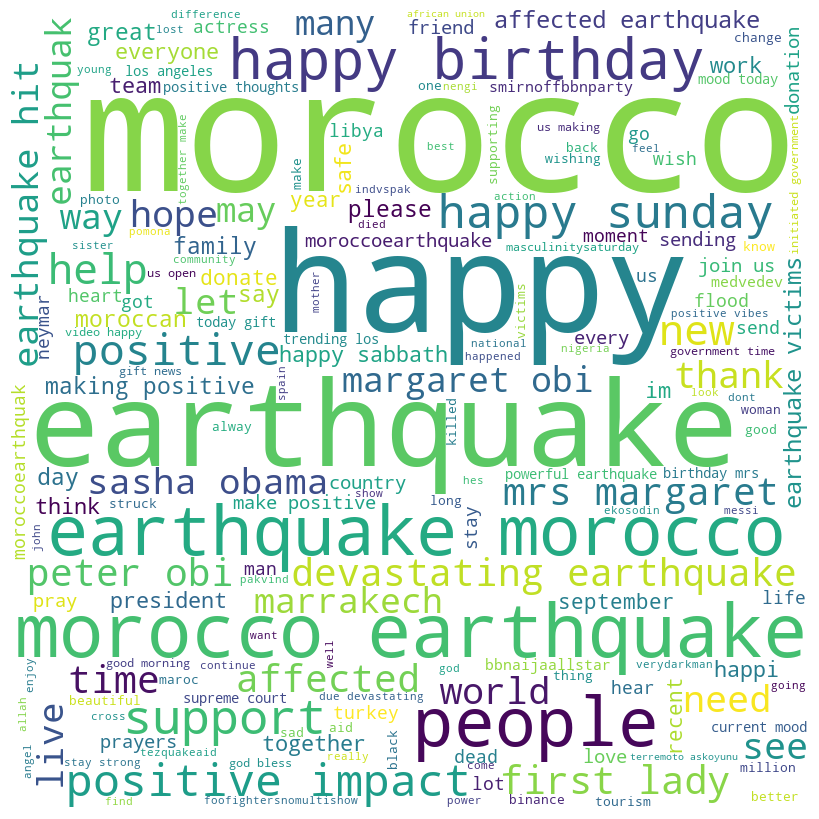 difference
lost
young
great
actress
los angeles
everyone
team
positive thoughts
many
happy birthday
african union
friend
affected earthquake
change
work
mood today
one
nengi
smirnoffbbnparty
donation
earthquake hit
earthquak
morocco
together make
libya
best
supporting
us making
back
wishing
go
feel
wish
initiated government
photo
way
sister
pomona
hope
may
make
year
safe
indvspak
please
died
action
happy sunday
family
moroccoearthquake
masculinitysaturday
moment
sending
know
help
us open
community
heart
got
let
say
donate
mother
happy
victims
us
join us
medvedev
flood
send
positive vibes
neymar
moroccan
today gift
video happy
gift news
positive
trending los
happy sabbath
national
happened
every
nigeria
new
government time
earthquake victims
making positive
spain
margaret obi
im
thank
look
dont
woman
good
earthquake
alway
killed
moroccoearthquak
day
think
struck
sasha obama
country
make positive
show
long
hes
stay
powerful earthquake
birthday mrs
mrs margaret
ekosodin
messi
john
earthquake morocco
peter obi
man
pakvind
devastating earthquake
pray
president
marrakech
september
life
morocco earthquake
want
well
good morning
continue
time
maroc
affected
god
bbnaijaallstar
verydarkman
thing
happi
going
enjoy
allah
beautiful
supreme court
due devastating
world
hear
recent
need
live
cross
support
sad
aid
turkey
really
black
people
current mood
see
angel
prayers
tezquakeaid
together
dead
love
terremoto askoyunu
million
stay strong
god bless
come
positive impact
lot
first lady
better
find
foofightersnomultishow
power
binance
tourism